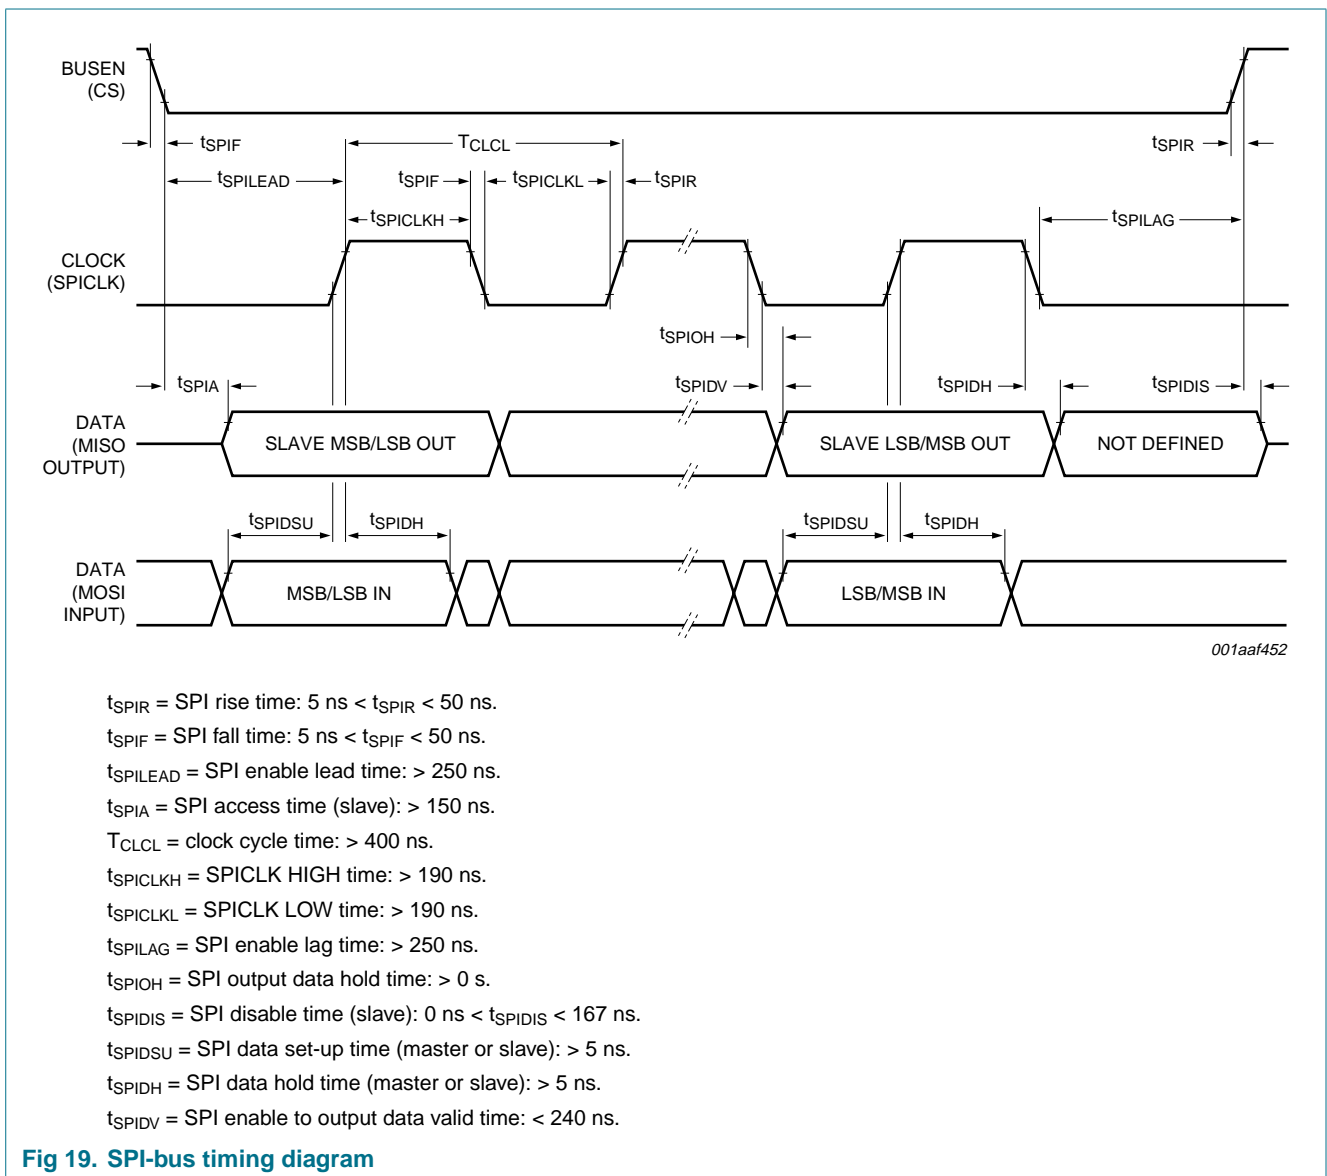 BUSEN
(CS)
tSPIF
TCLCL
tSPIR
tSPILEAD
tSPIF
tSPICLKL
tSPIR
tSPICLKH
tSPILAG
CLOCK
(SPICLK)
tSPIOH
tSPIA
tSPIDV
tSPIDH
tSPIDIS
DATA
(MISO
OUTPUT)
SLAVE MSB/LSB OUT
SLAVE LSB/MSB OUT
NOT DEFINED
tSPIDSU
tSPIDH
tSPIDSU
tSPIDH
DATA
(MOSI
INPUT)
MSB/LSB IN
LSB/MSB IN
001aaf452
tSPIR = SPI rise time: 5 ns < tSPIR < 50 ns.
tSPIF = SPI fall time: 5 ns < tSPIF < 50 ns.
tSPILEAD = SPI enable lead time: > 250 ns.
tSPIA = SPI access time (slave): > 150 ns.
TCLCL = clock cycle time: > 400 ns.
tSPICLKH = SPICLK HIGH time: > 190 ns.
tSPICLKL = SPICLK LOW time: > 190 ns.
tSPILAG = SPI enable lag time: > 250 ns.
tSPIOH = SPI output data hold time: > 0 s.
tSPIDIS = SPI disable time (slave): 0 ns < tSPIDIS < 167 ns.
tSPIDSU = SPI data set-up time (master or slave): > 5 ns.
tSPIDH = SPI data hold time (master or slave): > 5 ns.
tSPIDV = SPI enable to output data valid time: < 240 ns.
Fig 19. SPI-bus timing diagram